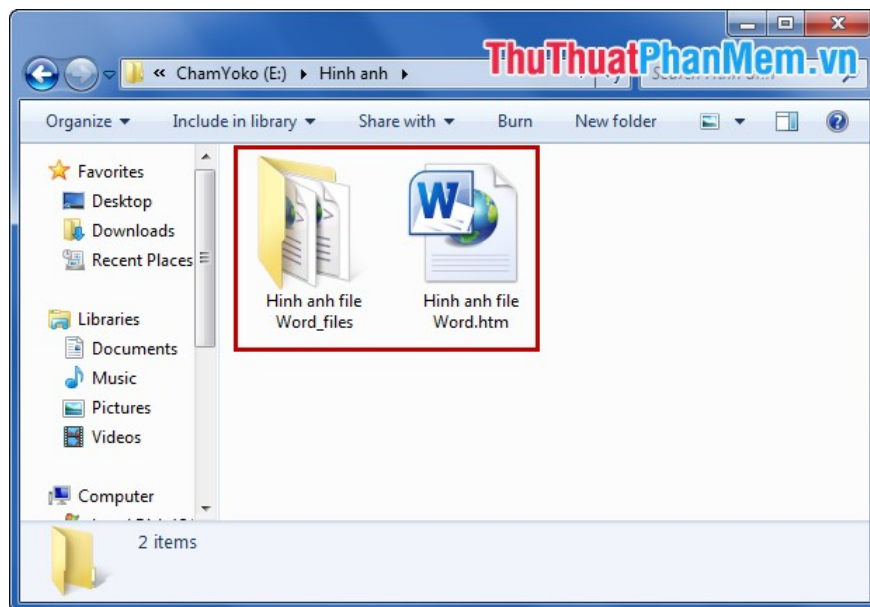 ThuThuatPhanMem.vn
« ChamYoko (E:) ▸ Hinh anh ▸
Organize Include in library Share with Burn New folder
Favorites
Desktop
Downloads
Recent Places
Libraries
Documents
Music
Pictures
Videos
Computer
Hinh anh file
Word_files
Hinh anh file
Word.htm
2 items